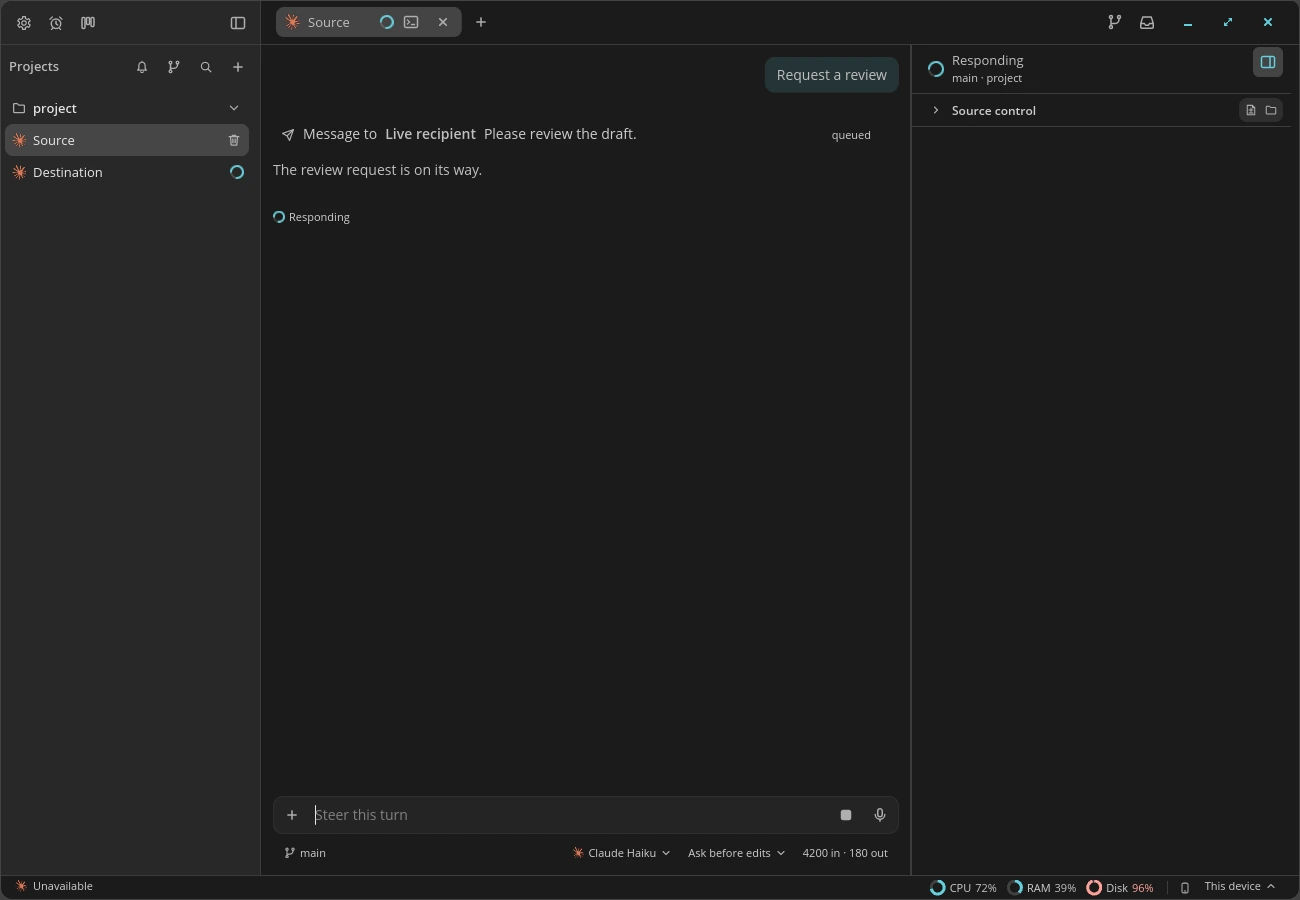 Source
Projects
project
Source
Destination
Request a review
Message to Live recipient Please review the draft.
queued
The review request is on its way.
Responding
Steer this turn
main
Claude Haiku
Ask before edits
4200 in · 180 out
Responding
main · project
Source control
Unavailable
CPU 72%
RAM 39%
Disk 96%
This device